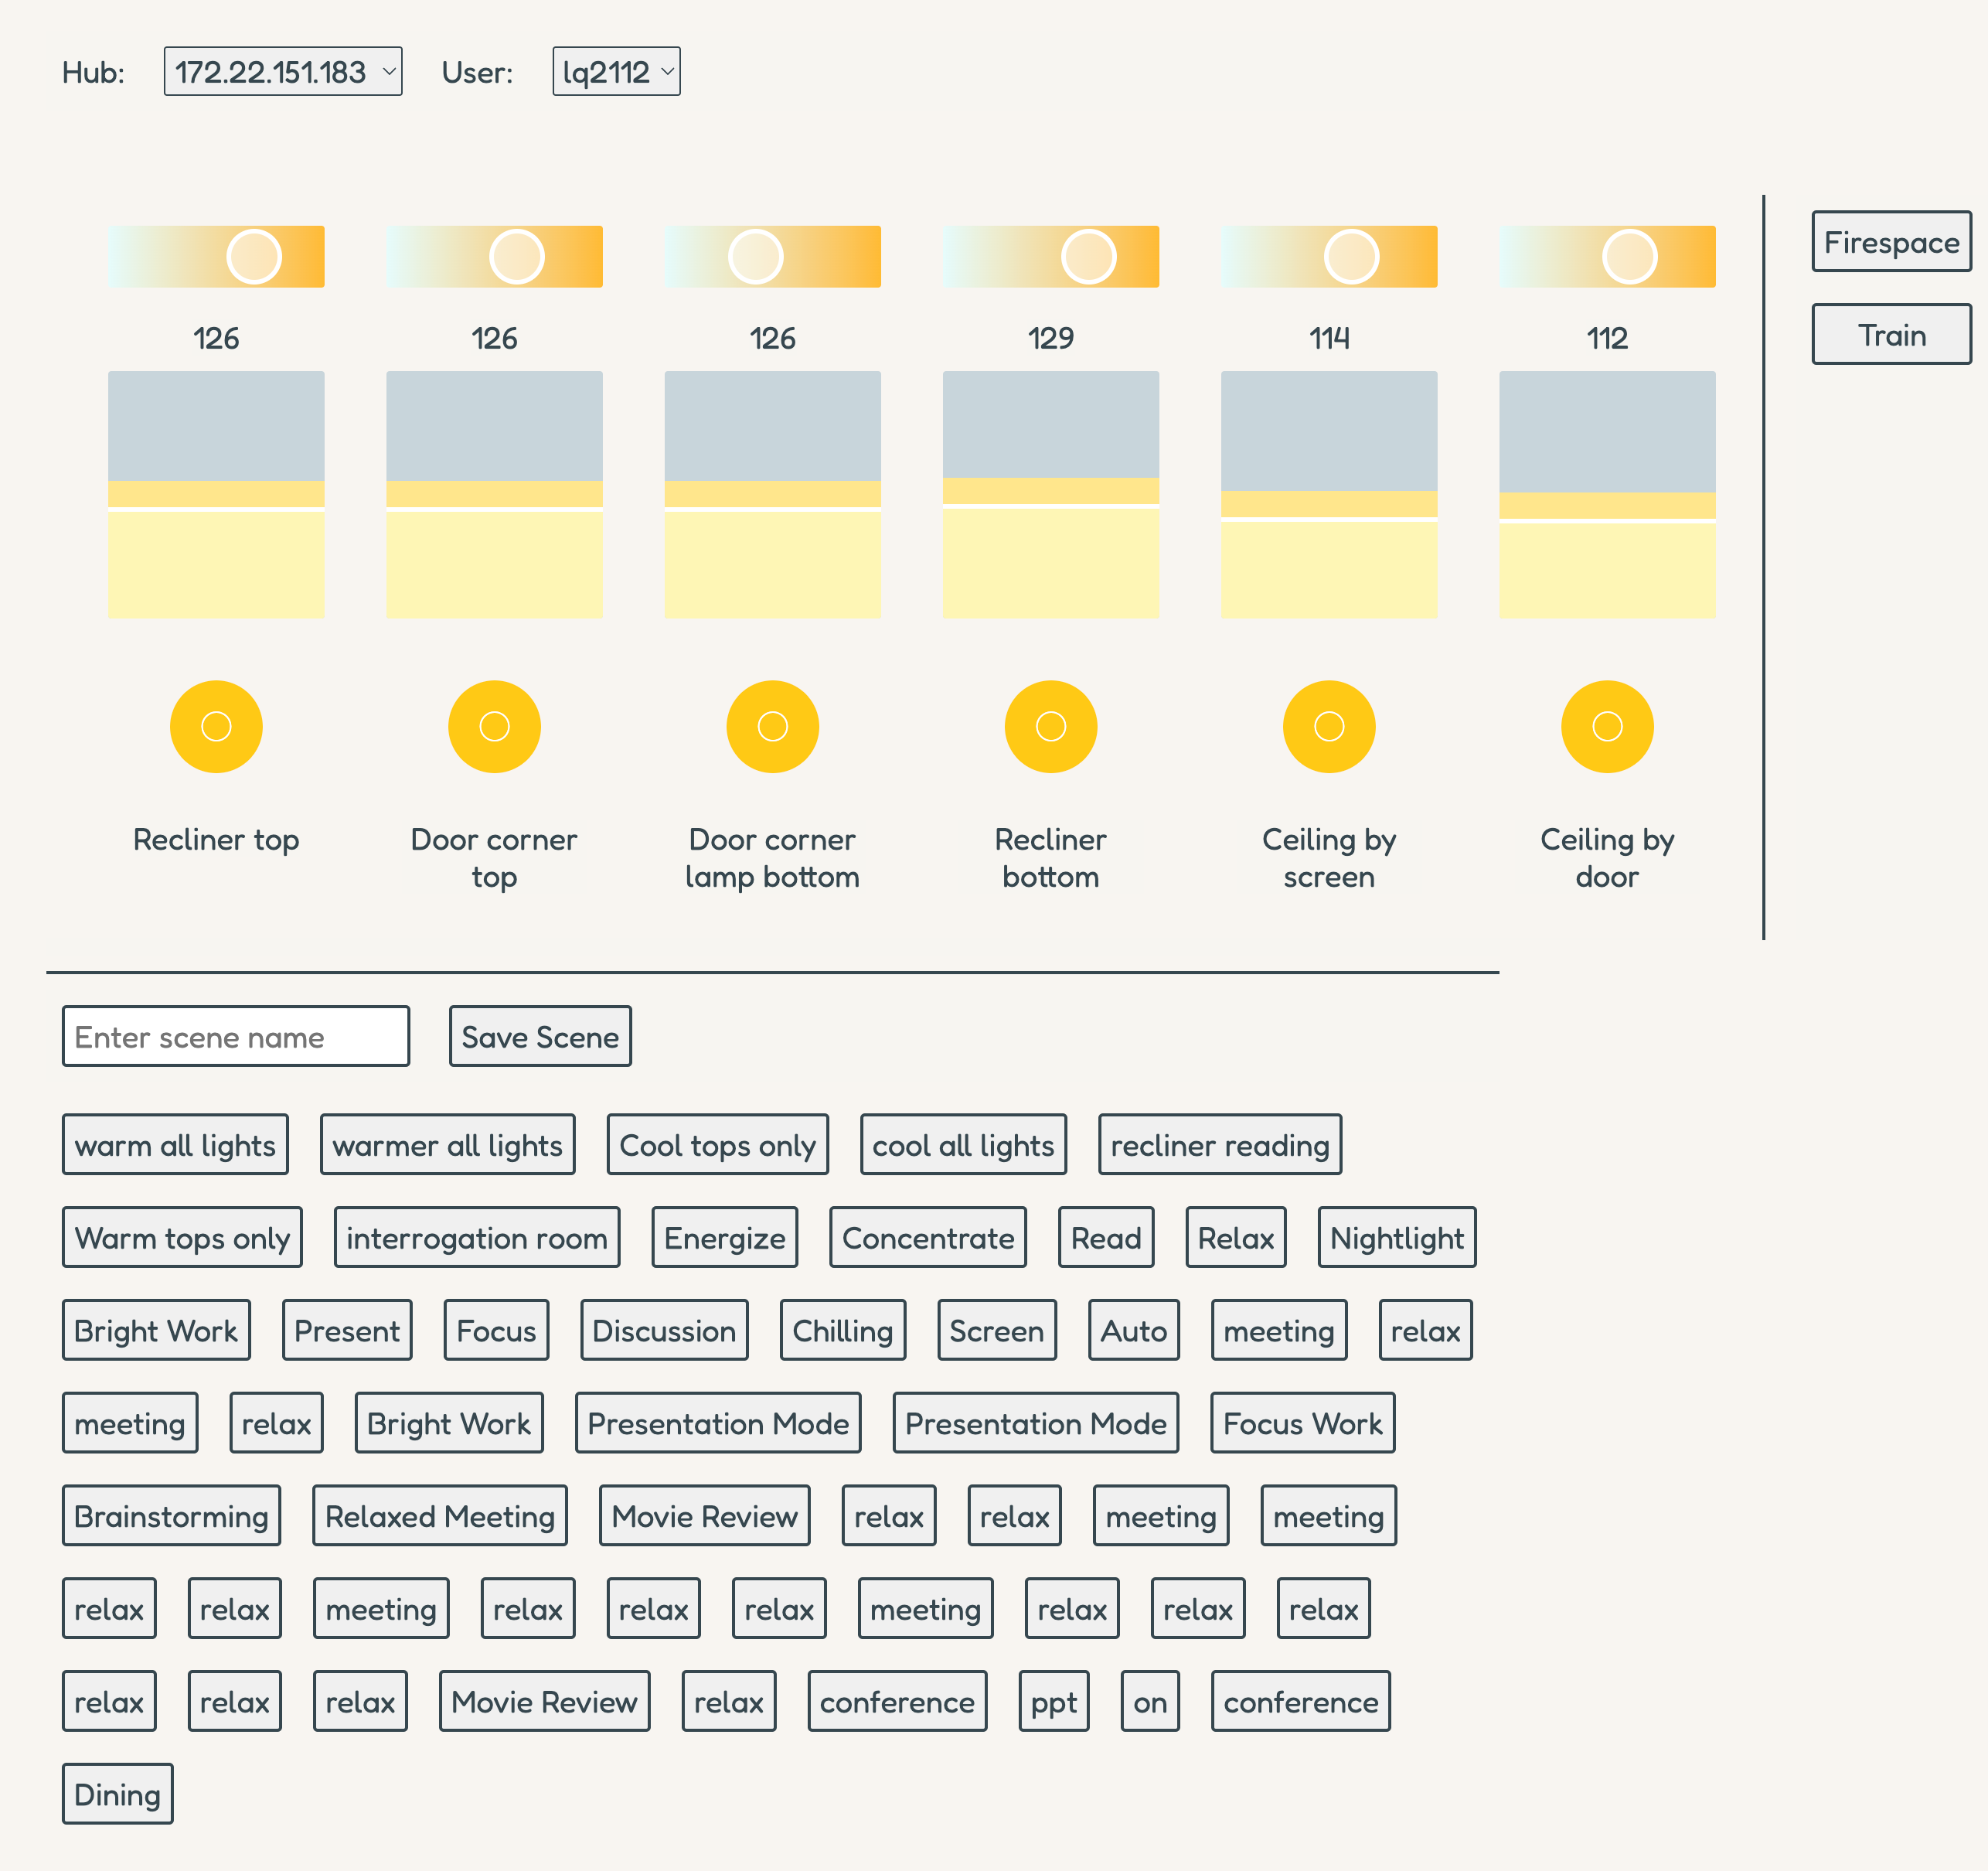 Hub: 172.22.151.183 User: lq2112
Firespace
Train
126 126 126 129 114 112
Recliner top
Door corner
top
Door corner
lamp bottom
Recliner
bottom
Ceiling by
screen
Ceiling by
door
Enter scene name Save Scene
warm all lights warmer all lights Cool tops only cool all lights recliner reading
Warm tops only interrogation room Energize Concentrate Read Relax Nightlight
Bright Work Present Focus Discussion Chilling Screen Auto meeting relax
meeting relax Bright Work Presentation Mode Presentation Mode Focus Work
Brainstorming Relaxed Meeting Movie Review relax relax meeting meeting
relax relax meeting relax relax relax meeting relax relax relax
relax relax relax Movie Review relax conference ppt on conference
Dining